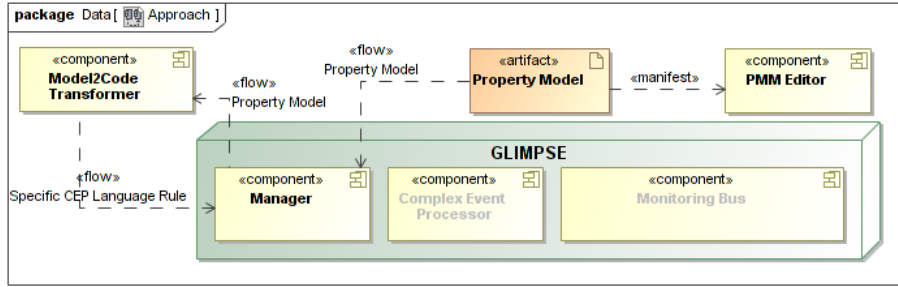 package Data[ Approach ]
«component»
Model2Code
Transformer
«flow»
Property Model
«flow»
Property Model
«artifact»
Property Model
«manifest»
«component»
PMM Editor
GLIMPSE
«flow»
Specific CEP Language Rule
«component»
Manager
«component»
Complex Event
Processor
«component»
Monitoring Bus